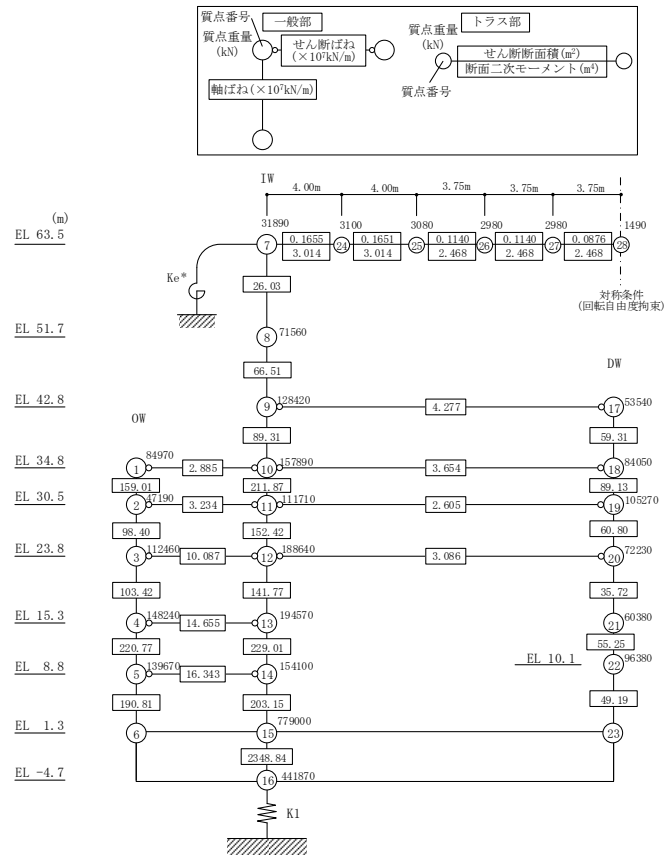 質点番号
一般部
質点重量
(kN)
せん断ばね
(×10⁷kN/m)
軸ばね(×10⁷kN/m)
トラス部
質点重量
(kN)
せん断断面積(m²)
断面二次モーメント(m⁴)
質点番号
IW
4.00m 4.00m 3.75m 3.75m 3.75m
(m)
31890 3100 3080 2980 2980 1490
EL 63.5
7 0.1655 24 0.1651 25 0.1140 26 0.1140 27 0.0876 28
3.014 3.014 2.468 2.468 2.468
Ke*
26.03
対称条件
(回転自由度拘束)
EL 51.7
8 71560
66.51
DW
EL 42.8
9 128420 4.277 17 53540
OW
89.31 59.31
EL 34.8
1 84970 2.885 10 157890 3.654 18 84050
159.01 211.87 89.13
EL 30.5
2 47190 3.234 11 111710 2.605 19 105270
98.40 152.42 60.80
EL 23.8
3 112460 10.087 12 188640 3.086 20 72230
103.42 141.77 35.72
EL 15.3
4 148240 14.655 13 194570 21 60380
220.77 229.01 55.25
EL 8.8
5 139670 16.343 14 154100
EL 10.1
22 96380
190.81 203.15 49.19
EL 1.3
6 15 779000 23
2348.84
EL -4.7
16 441870
K1